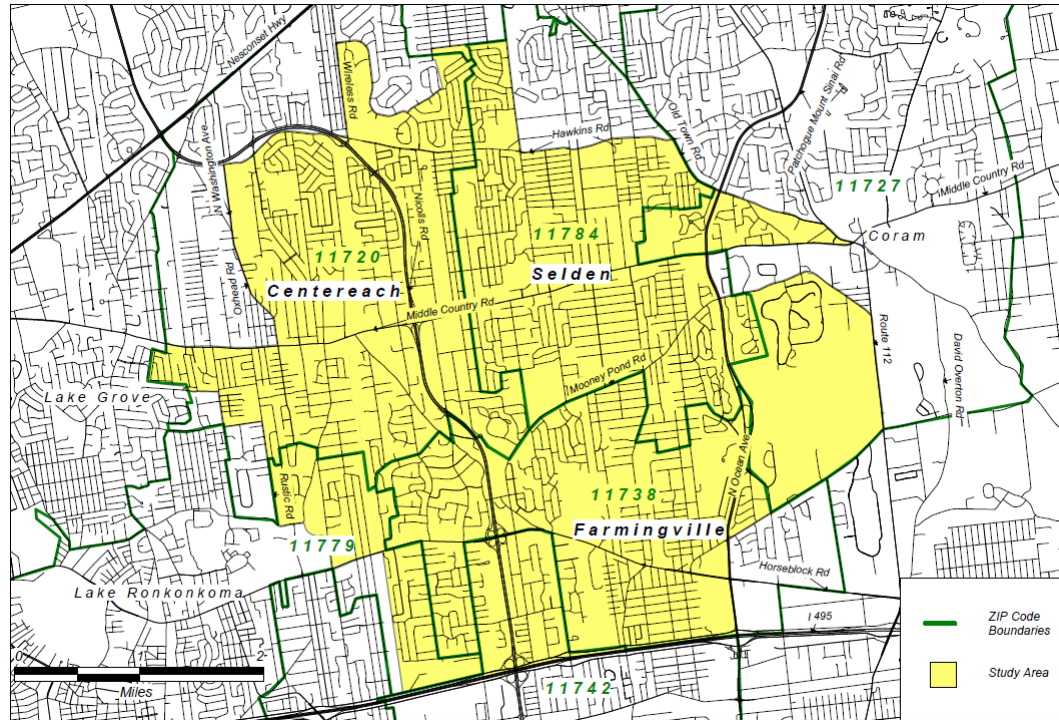 Nesconset Hwy
Wireless Rd
Hawkins Rd
Old Town Rd
Patchogue Mount Sinai Rd
N Washington Ave
11727
Middle Country Rd
Nicolls Rd
11784
Coram
11720
Selden
Oxhead Rd
Centereach
Middle Country Rd
Route 112
Mooney Pond Rd
David Overton Rd
Lake Grove
N Ocean Ave
Rustic Rd
11738
Farmingville
11779
Horseblock Rd
Lake Ronkonkoma
I 495
ZIP Code
Boundaries
0 1 2
Miles
Study Area
11742